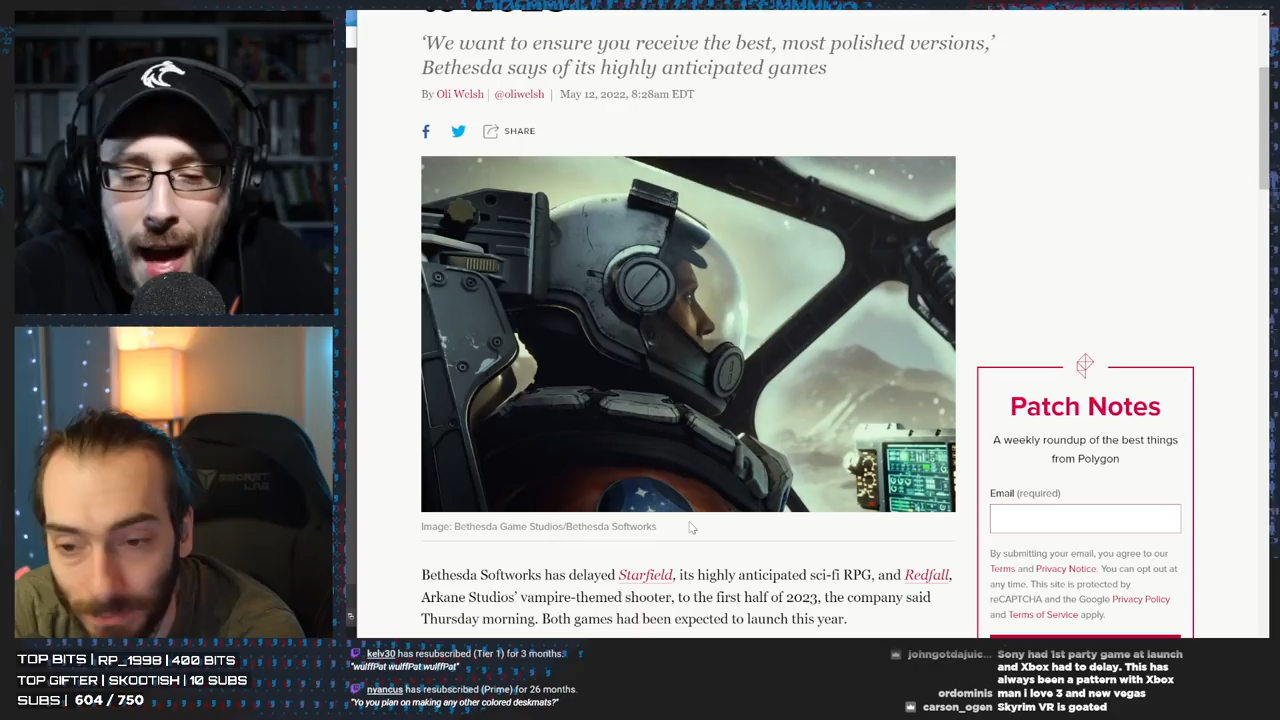 'We want to ensure you receive the best, most polished versions,'
Bethesda says of its highly anticipated games
By Oli Welsh | @oliwelsh | May 12, 2022, 8:28am EDT
SHARE
Image: Bethesda Game Studios/Bethesda Softworks
Bethesda Softworks has delayed Starfield, its highly anticipated sci-fi RPG, and Redfall,
Arkane Studios' vampire-themed shooter, to the first half of 2023, the company said
Thursday morning. Both games had been expected to launch this year.
Patch Notes
A weekly roundup of the best things
from Polygon
Email (required)
By submitting your email, you agree to our
Terms and Privacy Notice. You can opt out at
any time. This site is protected by
reCAPTCHA and the Google Privacy Policy
and Terms of Service apply.
SECRET
LAB
TOP BITS | RP_1998 | 400 BITS
TOP GIFTER | SKOOTISH | 10 SUBS
SUBS | 604 / 750
kelv30 has resubscribed (Tier 1) for 3 months.
"wulffPat wulffPat wulffPat"
nyancus has resubscribed (Prime) for 26 months.
"Yo you plan on making any other colored deskmats?"
johngotdajuic... Sony had 1st party game at launch
and Xbox had to delay. This has
always been a pattern with Xbox
ordominis man i love 3 and new vegas
carson_ogen Skyrim VR is goated